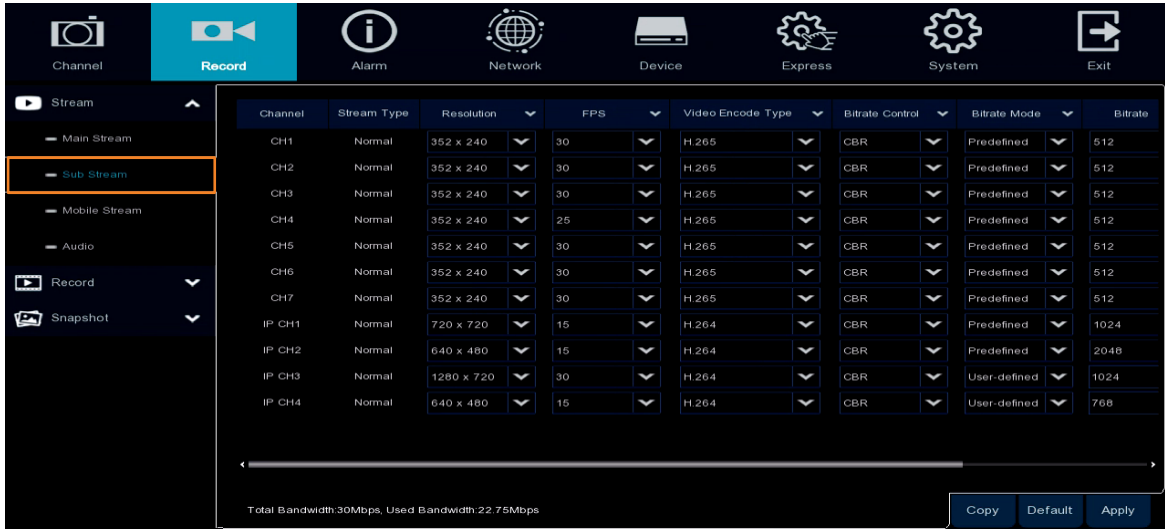 Channel Record Alarm Network Device Express System Exit
Stream
Main Stream
Sub Stream
Mobile Stream
Audio
Record
Snapshot
Channel Stream Type Resolution FPS Video Encode Type Bitrate Control Bitrate Mode Bitrate
CH1 Normal 352 x 240 30 H.265 CBR Predefined 512
CH2 Normal 352 x 240 30 H.265 CBR Predefined 512
CH3 Normal 352 x 240 30 H.265 CBR Predefined 512
CH4 Normal 352 x 240 25 H.265 CBR Predefined 512
CH5 Normal 352 x 240 30 H.265 CBR Predefined 512
CH6 Normal 352 x 240 30 H.265 CBR Predefined 512
CH7 Normal 352 x 240 30 H.265 CBR Predefined 512
IP CH1 Normal 720 x 720 15 H.264 CBR Predefined 1024
IP CH2 Normal 640 x 480 15 H.264 CBR Predefined 2048
IP CH3 Normal 1280 x 720 30 H.264 CBR User-defined 1024
IP CH4 Normal 640 x 480 15 H.264 CBR User-defined 768
Total Bandwidth:30Mbps, Used Bandwidth:22.75Mbps
Copy Default Apply